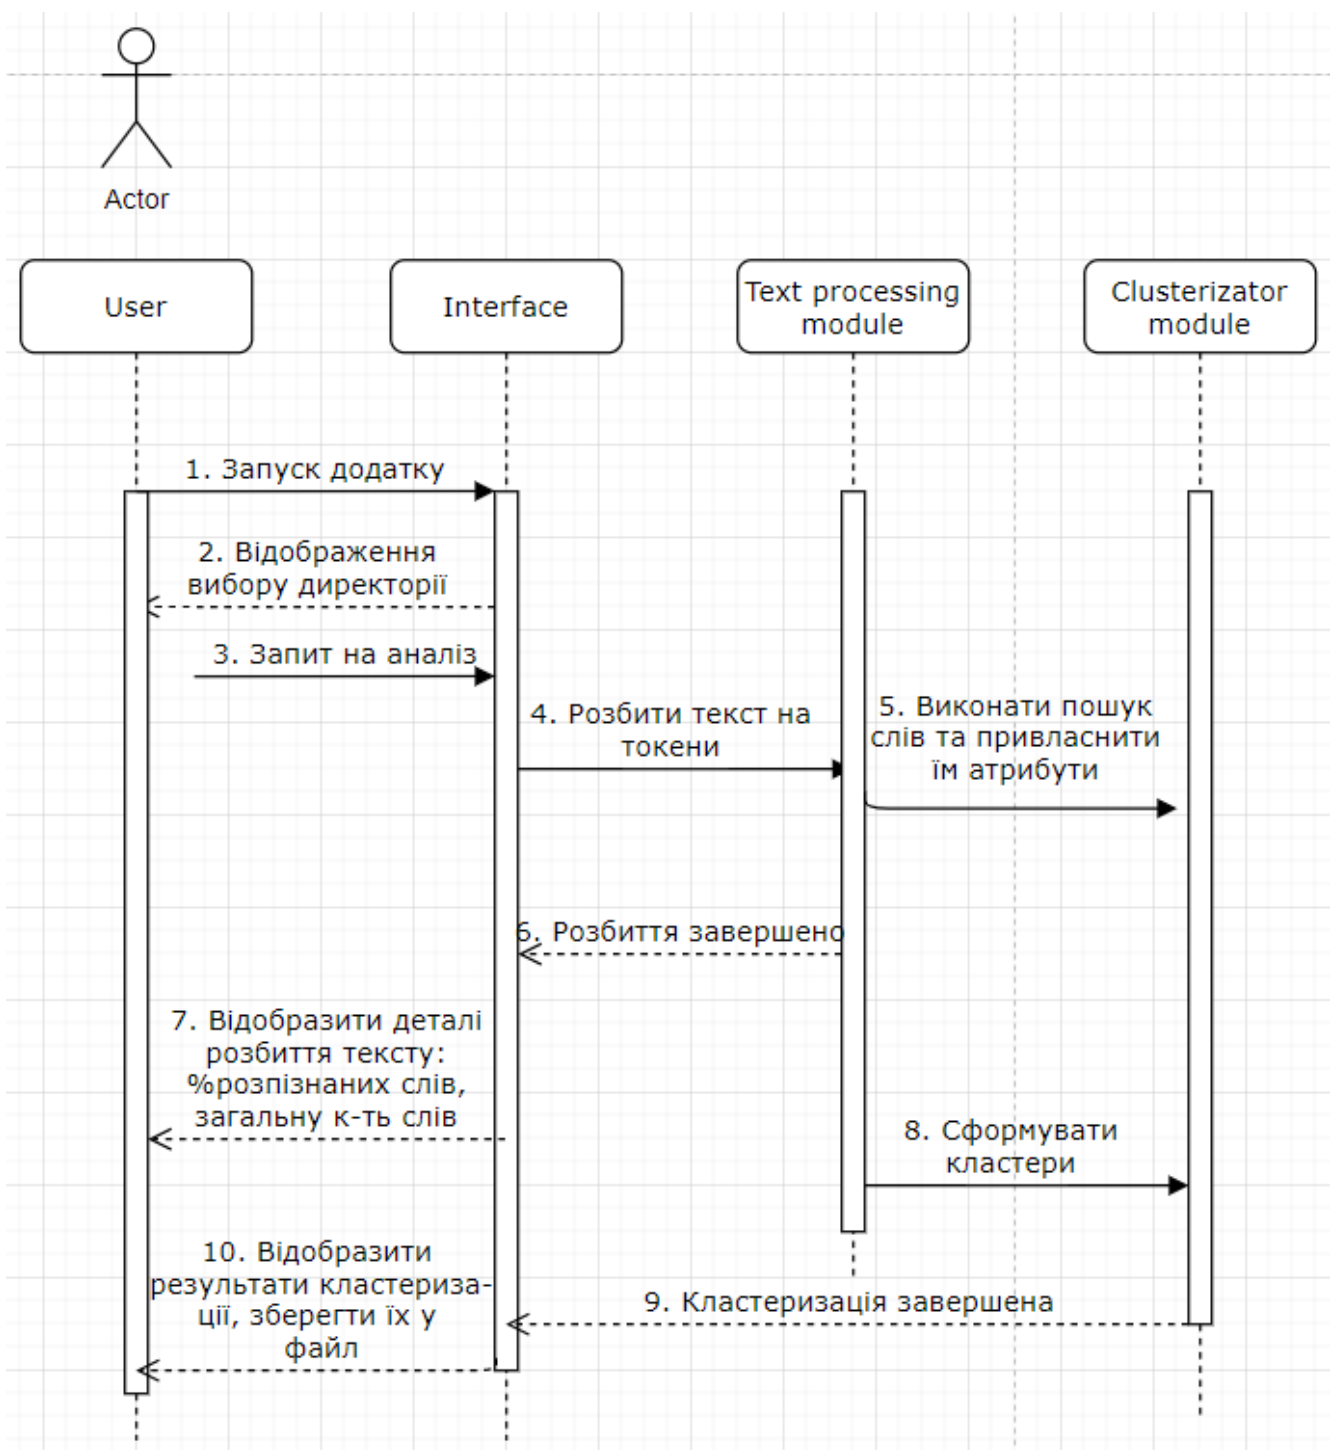 Actor
User
Interface
Text processing
module
Clusterizator
module
1. Запуск додатку
2. Відображення
вибору директорії
3. Запит на аналіз
4. Розбити текст на
токени
5. Виконати пошук
слів та привласнити
їм атрибути
6. Розбиття завершено
7. Відобразити деталі
розбиття тексту:
%розпізнаних слів,
загальну к-ть слів
8. Сформувати
кластери
10. Відобразити
результати кластериза-
ції, зберегти їх у
файл
9. Кластеризація завершена